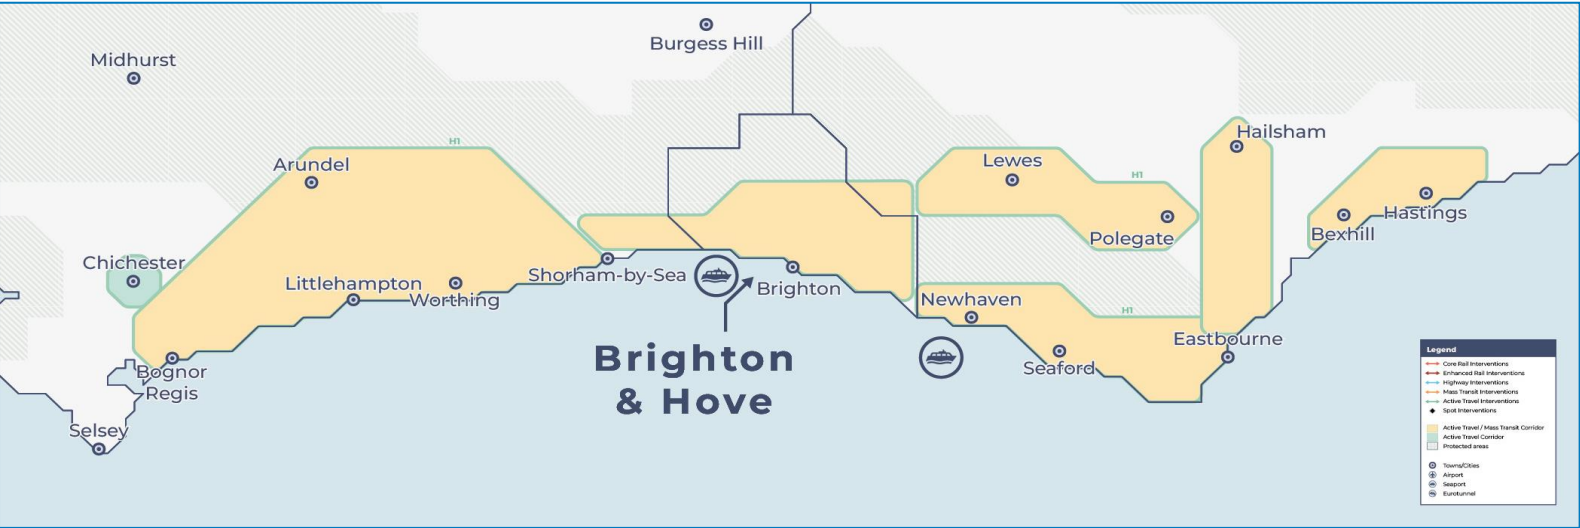 Burgess Hill
Midhurst
Hailsham
H1
Arundel
Lewes
H1
Hastings
Polegate
Bexhill
Chichester
Shorham-by-Sea
Littlehampton
Worthing
Brighton
Newhaven
H1
Eastbourne
Brighton
& Hove
Seaford
Bognor
Regis
Selsey
Legend
Core Rail Interventions
Enhanced Rail Interventions
Highway Interventions
Mass Transit Interventions
Active Travel Interventions
Spot Interventions
Active Travel / Mass Transit Corridor
Active Travel Corridor
Protected areas
Towns/Cities
Airport
Seaport
Eurotunnel